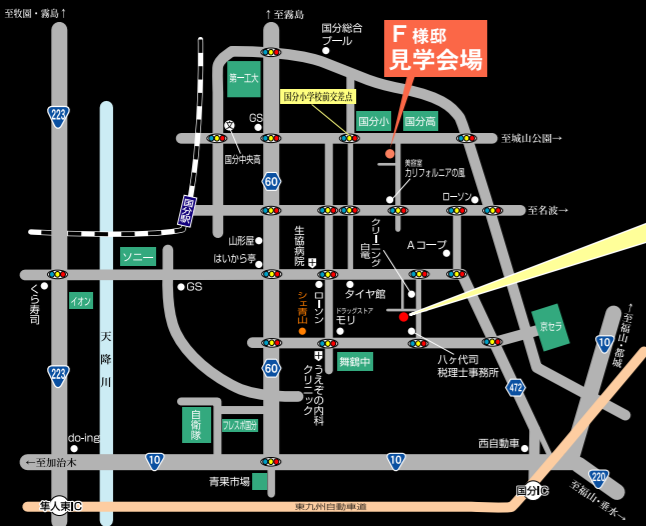 至牧園・霧島↑
↑至霧島
国分総合
プール
F 様邸
見学会場
第一工大
国分小学校前交差点
223
GS
国分小
国分高
文
国分中央高
至城山公園→
美容室
カリフォルニアの風
60
ローソン
国分駅
至名波→
山形屋
はいから亭
生協病院
クリーニング
白竜
Aコープ
ソニー
GS
くら寿司
イオン
シェ青山
ローソン
タイヤ館
ドラッグストアー
モリ
京セラ
↑至福山・都城
10
天降川
223
60
うえぞの内科
クリニック
舞鶴中
八ヶ代司
税理士事務所
472
自衛隊
フレスポ国分
do-ing
←至加治木
10
10
西自動車
220
青果市場
国分IC
至福山・垂水→
隼人東IC
東九州自動車道